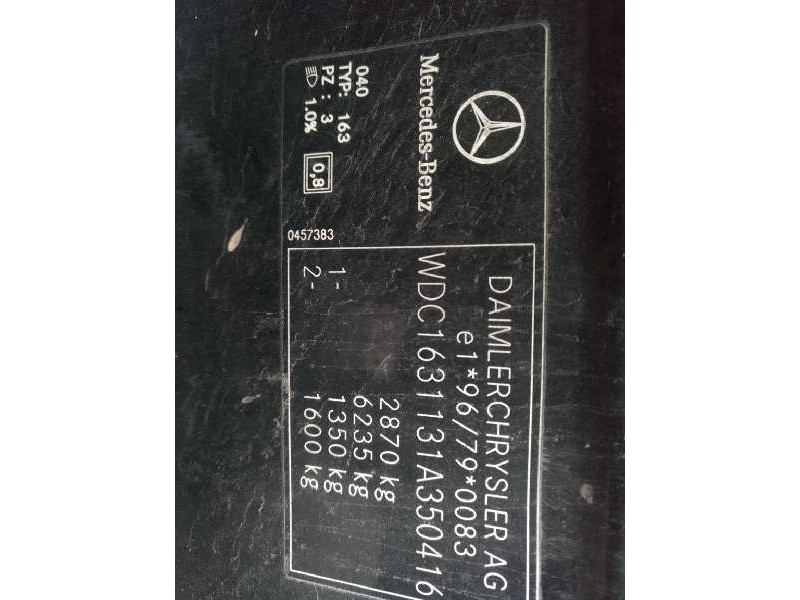 Mercedes-Benz
040
TYP: 163
PZ : 3
1.0%
0,8
0457383
DAIMLERCHRYSLER AG
e1*96/79*0083
WDC1631131A350416
2870 kg
6235 kg
1- 1350 kg
2- 1600 kg